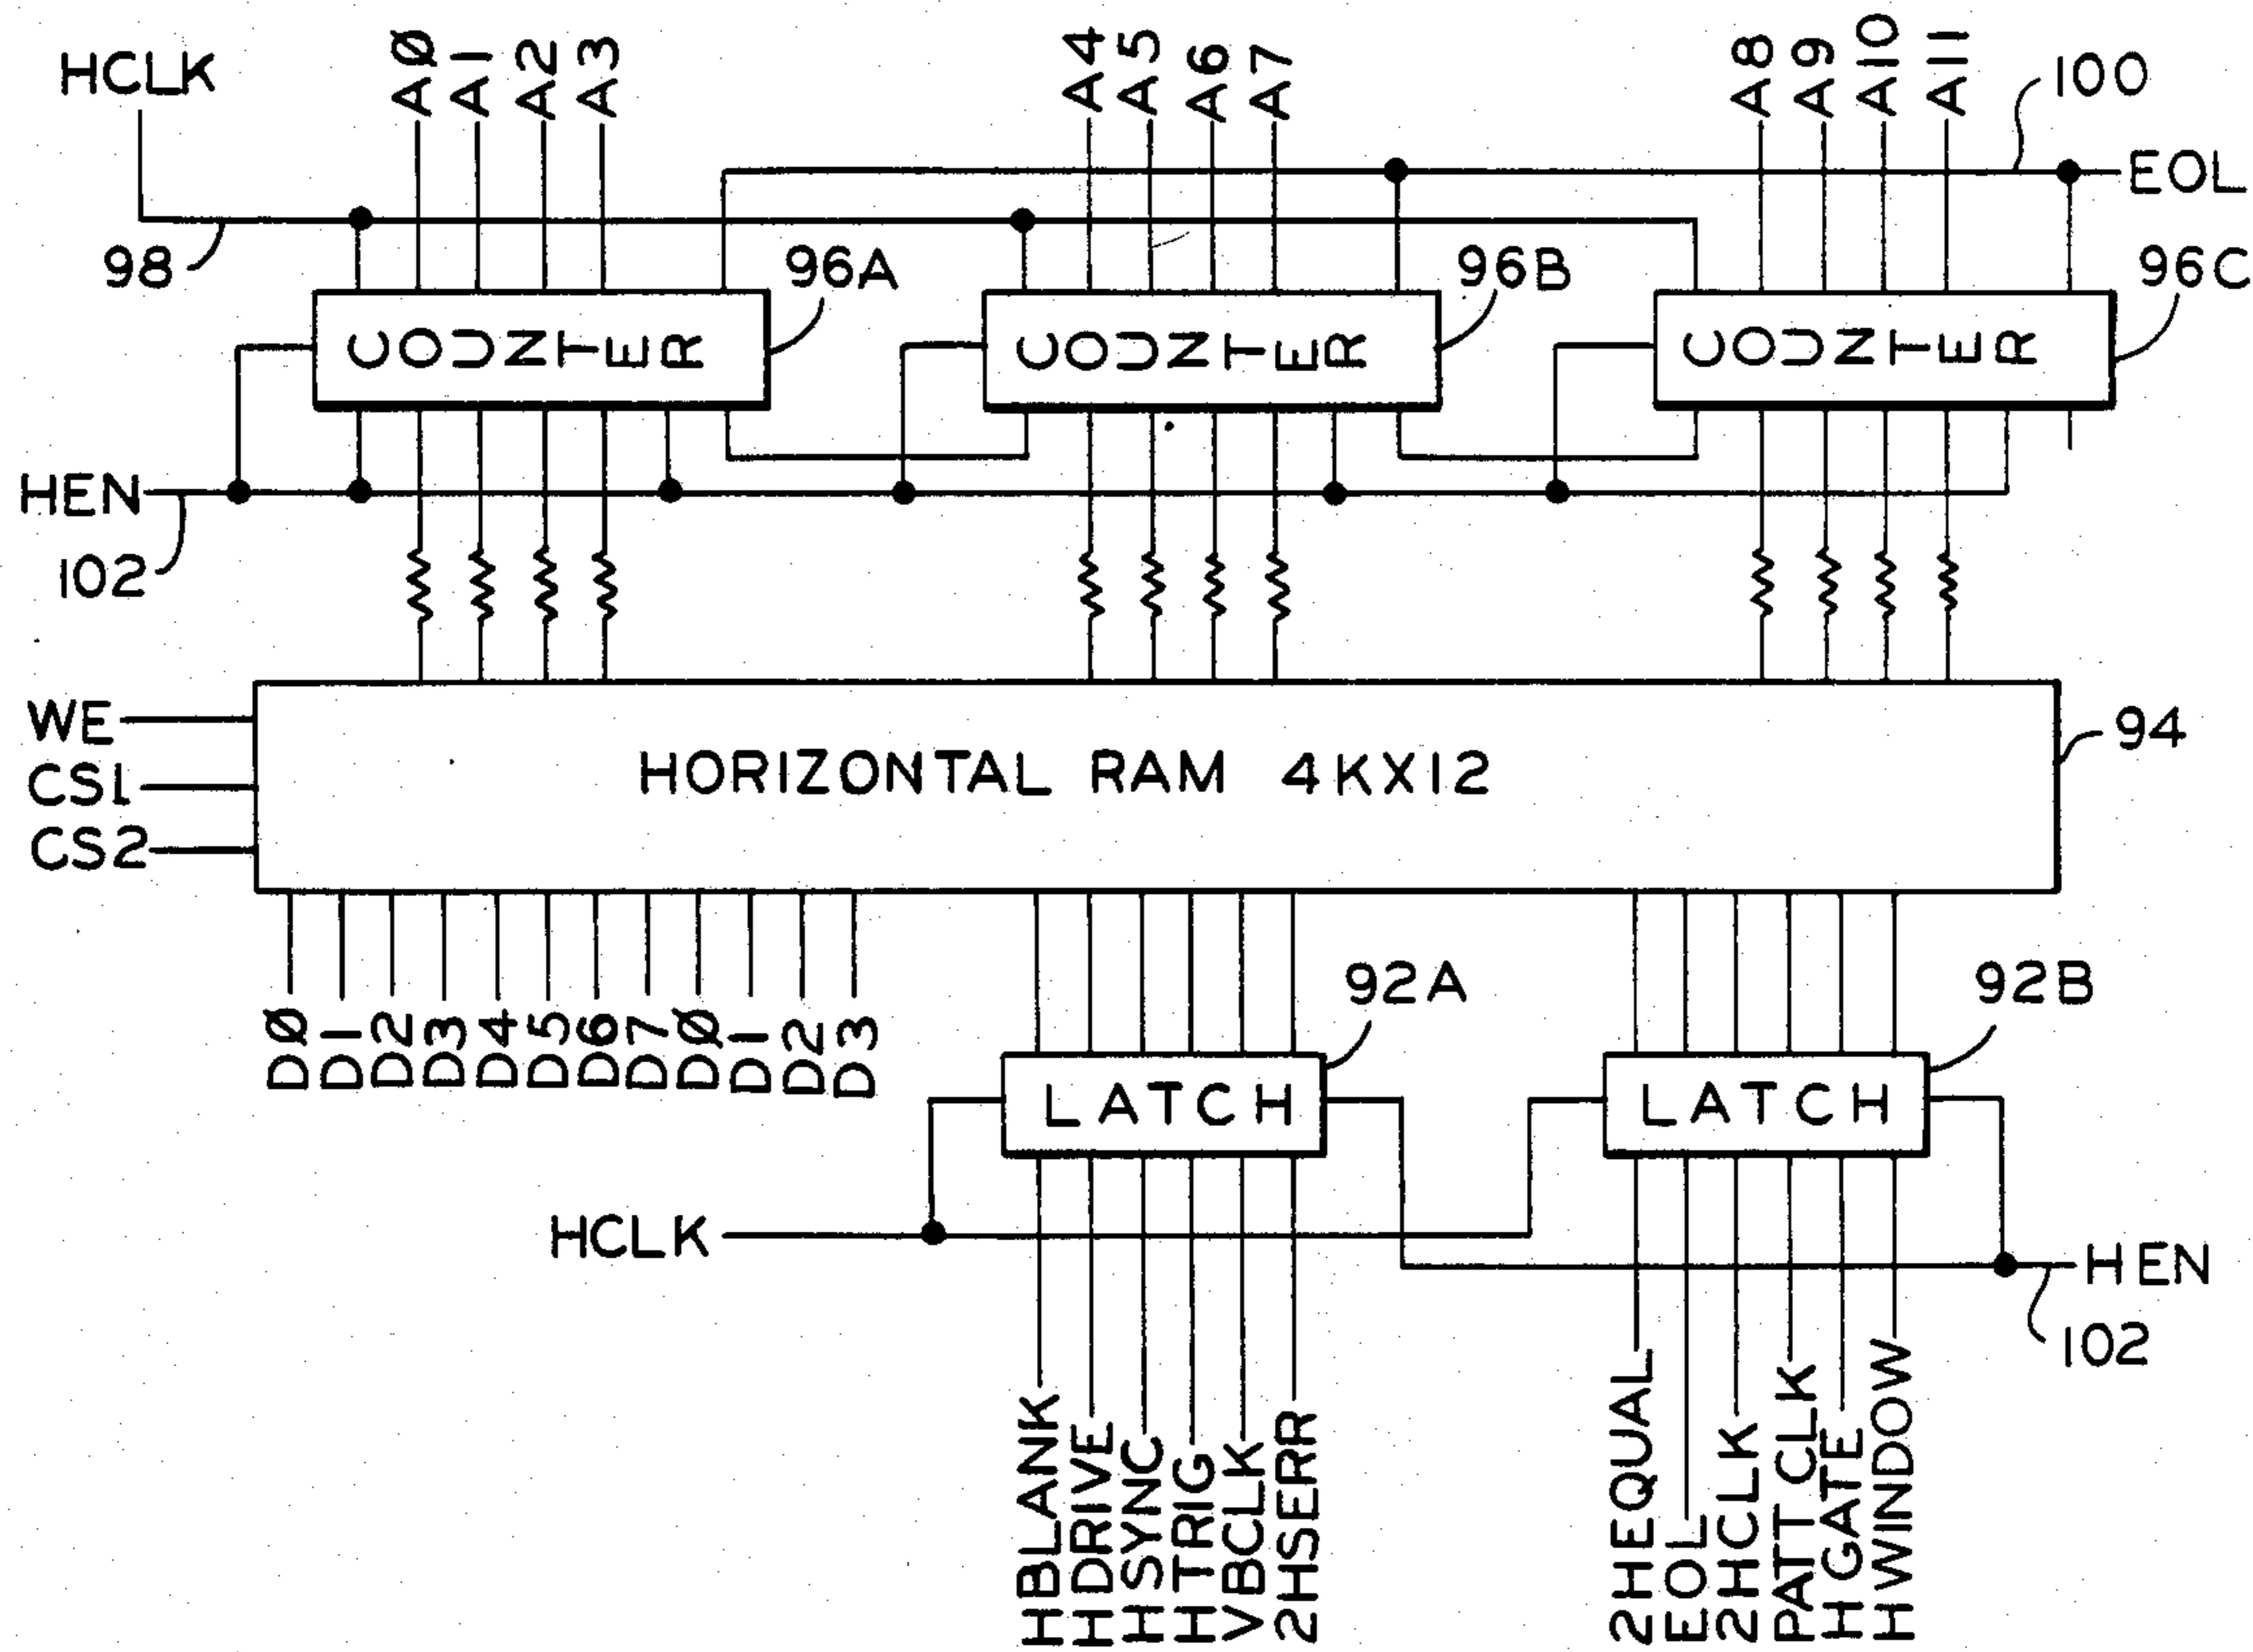 HCLK
AØ
A1
A2
A3
A4
A5
A6
A7
A8
A9
A10
A11
100
EOL
98
96A
96B
96C
COUNTER
COUNTER
COUNTER
HEN
102
WE
CS1
CS2
HORIZONTAL RAM 4KX12
94
DØ
D1
D2
D3
D4
D5
D6
D7
DØ
D1
D2
D3
92A
92B
LATCH
LATCH
HCLK
HEN
102
HBLANK
HDRIVE
HSYNC
HTRIG
VBCLK
2HSERR
2HEQUAL
EOL
2HCLK
PATT CLK
HGATE
HWINDOW